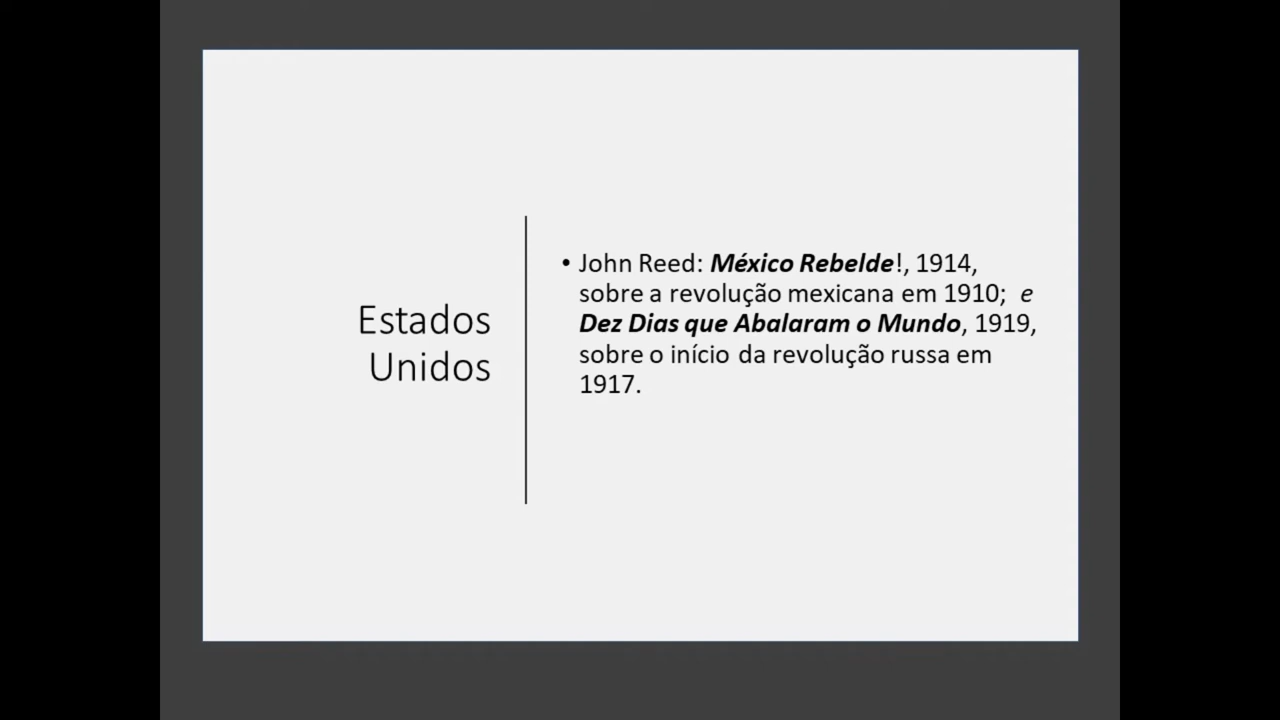 Estados
Unidos
• John Reed: México Rebelde!, 1914,
sobre a revolução mexicana em 1910; e
Dez Dias que Abalaram o Mundo, 1919,
sobre o início da revolução russa em
1917.